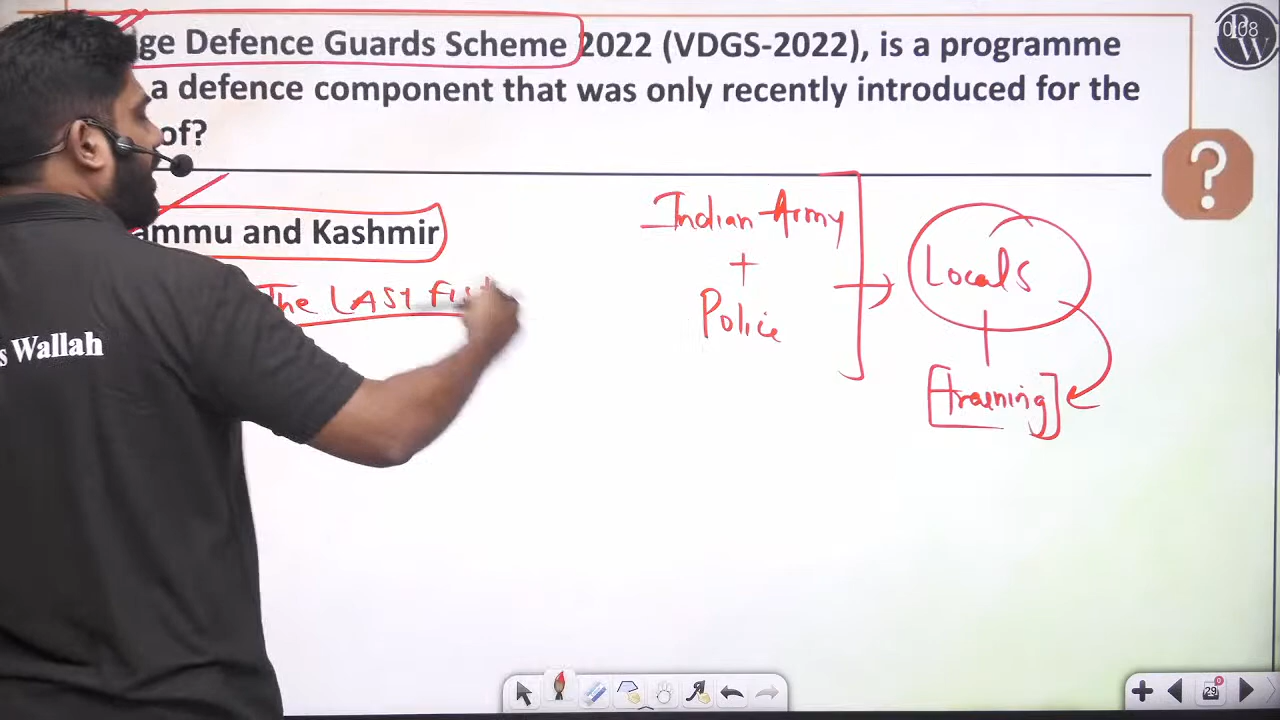 ge Defence Guards Scheme 2022 (VDGS-2022), is a programme
a defence component that was only recently introduced for the
of?
ammu and Kashmir
The LAST
Indian Army
+
Police
Locals
[training]
s Wallah
29